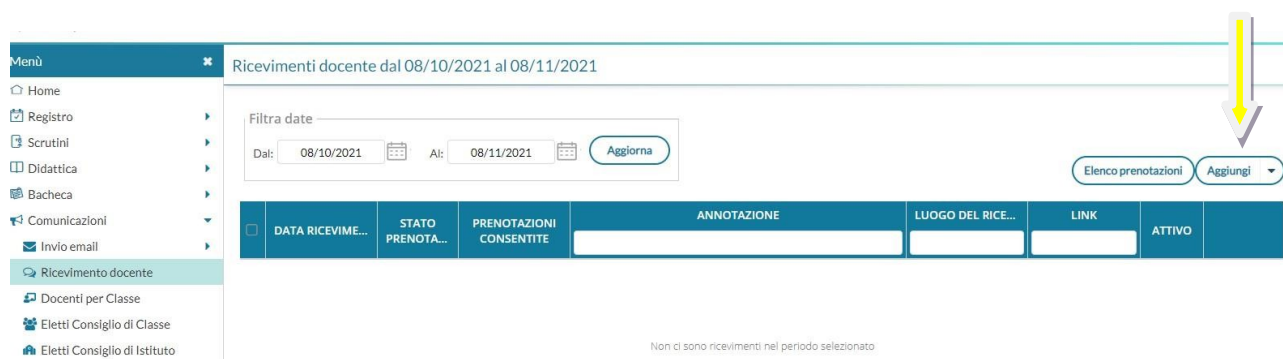 Menù
Ricevimenti docente dal 08/10/2021 al 08/11/2021
Home
Registro
Scrutini
Didattica
Bacheca
Comunicazioni
Invio email
Ricevimento docente
Docenti per Classe
Eletti Consiglio di Classe
Eletti Consiglio di Istituto
Filtra date
Dal: 08/10/2021 Al: 08/11/2021 Aggiorna
Elenco prenotazioni Aggiungi
DATA RICEVIME... STATO PRENOTA... PRENOTAZIONI CONSENTITE ANNOTAZIONE LUOGO DEL RICE... LINK ATTIVO
Non ci sono ricevimenti nel periodo selezionato